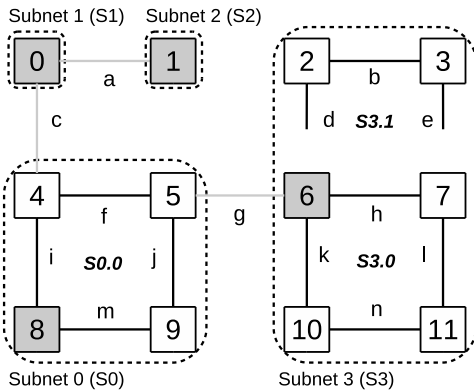 Subnet 1 (S1) Subnet 2 (S2)
0 a 1 2 b 3
c d S3.1 e
4 f 5 g 6 h 7
i S0.0 j k S3.0 l
8 m 9 10 n 11
Subnet 0 (S0) Subnet 3 (S3)